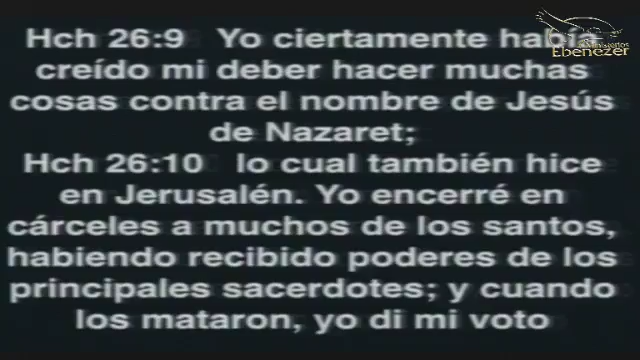 Hch 26:9 Yo ciertamente había
creído mi deber hacer muchas
cosas contra el nombre de Jesús
de Nazaret;
Hch 26:10 lo cual también hice
en Jerusalén. Yo encerré en
cárceles a muchos de los santos,
habiendo recibido poderes de los
principales sacerdotes; y cuando
los mataron, yo di mi voto
Ministerios
Ebenezer